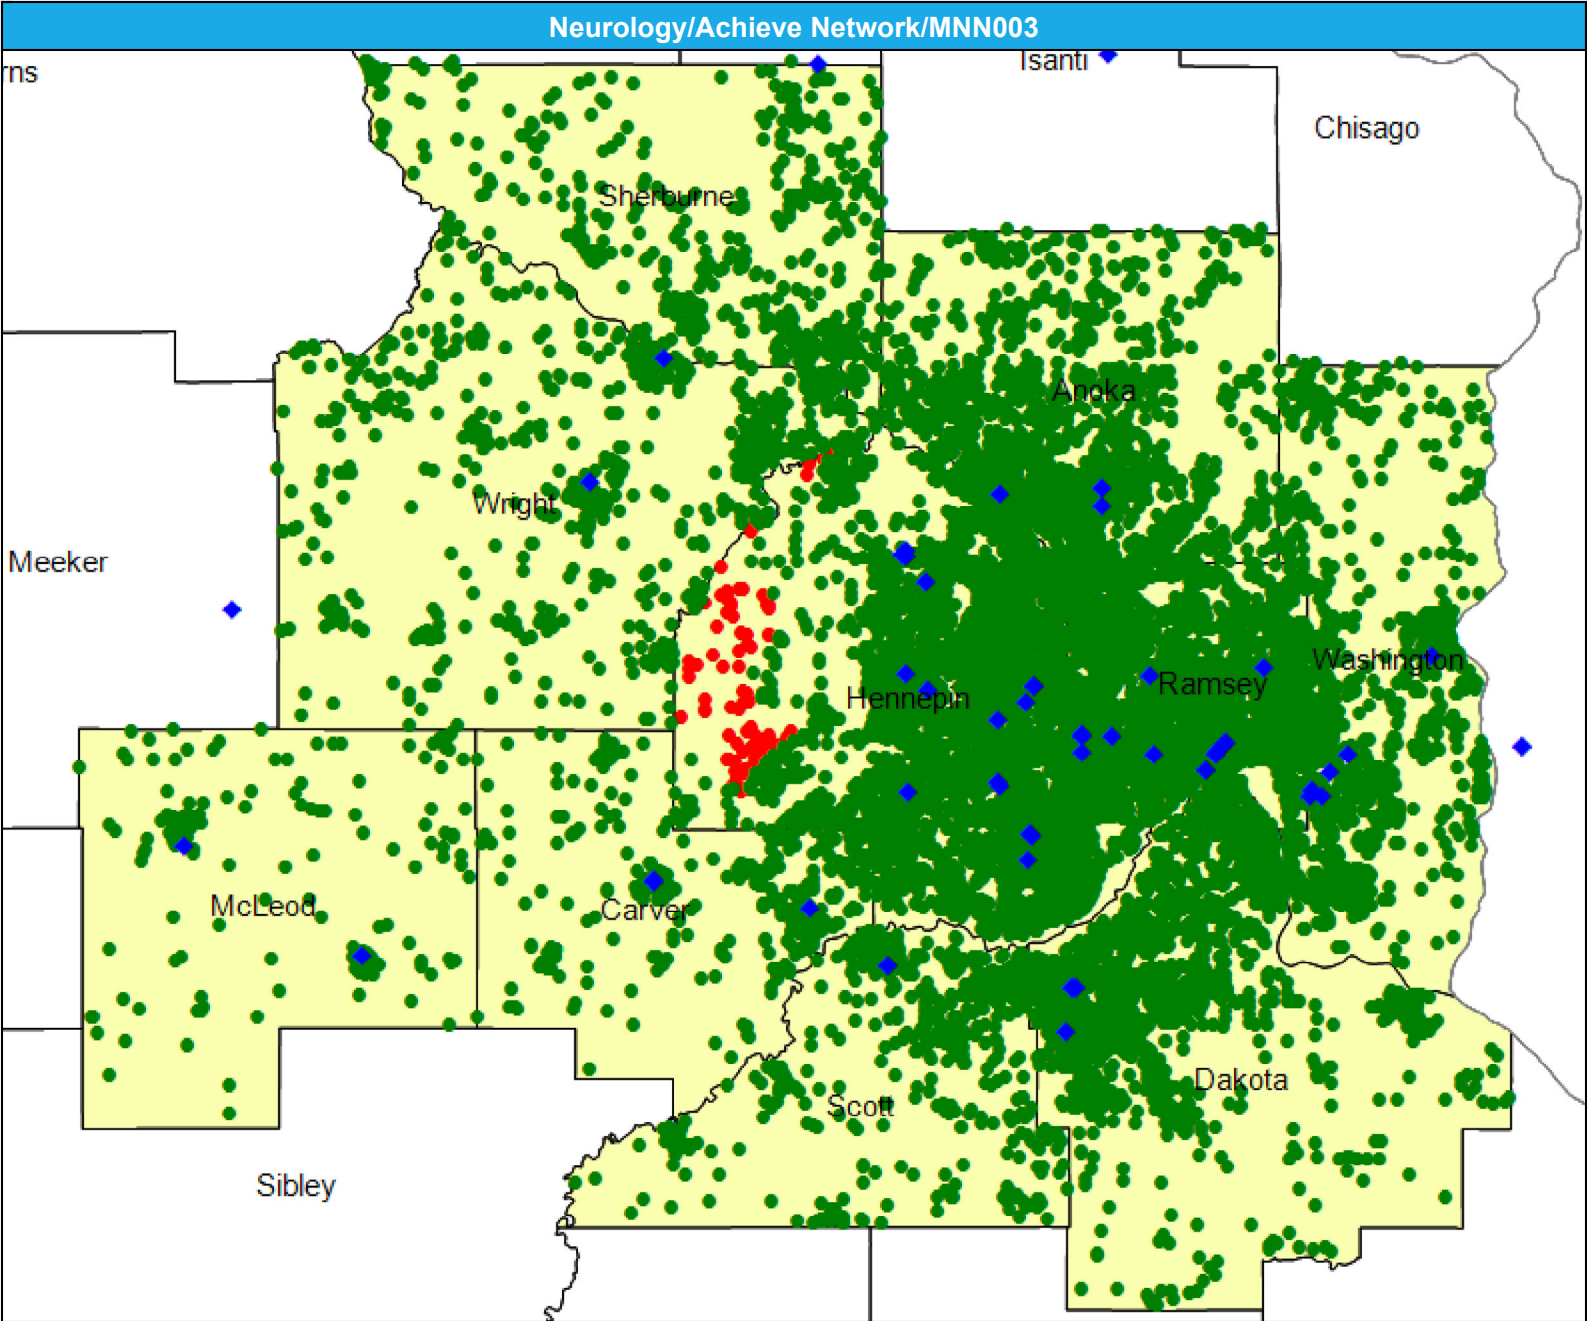 Neurology/Achieve Network/MNN003
rns
Isanti
Chisago
Sherburne
Anoka
Wright
Meeker
Washington
Ramsey
Hennepin
McLeod
Carver
Dakota
Scott
Sibley